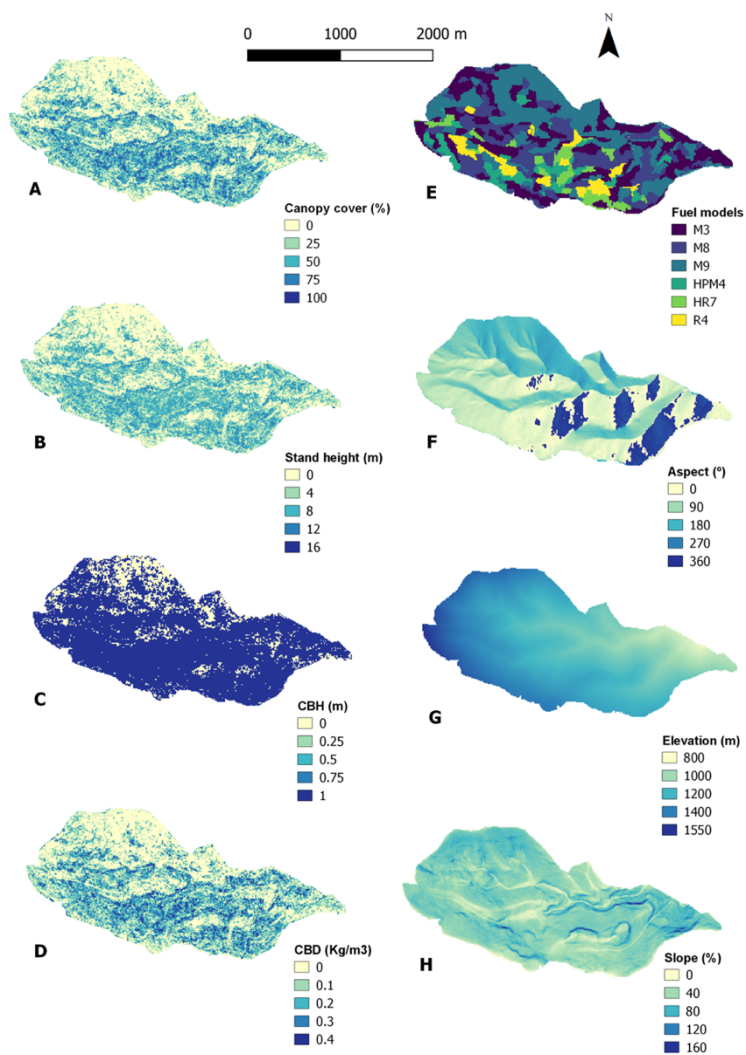 0 1000 2000 m
N
A
Canopy cover (%)
0
25
50
75
100
E
Fuel models
M3
M8
M9
HPM4
HR7
R4
B
Stand height (m)
0
4
8
12
16
F
Aspect (º)
0
90
180
270
360
C
CBH (m)
0
0.25
0.5
0.75
1
G
Elevation (m)
800
1000
1200
1400
1550
D
CBD (Kg/m3)
0
0.1
0.2
0.3
0.4
H
Slope (%)
0
40
80
120
160